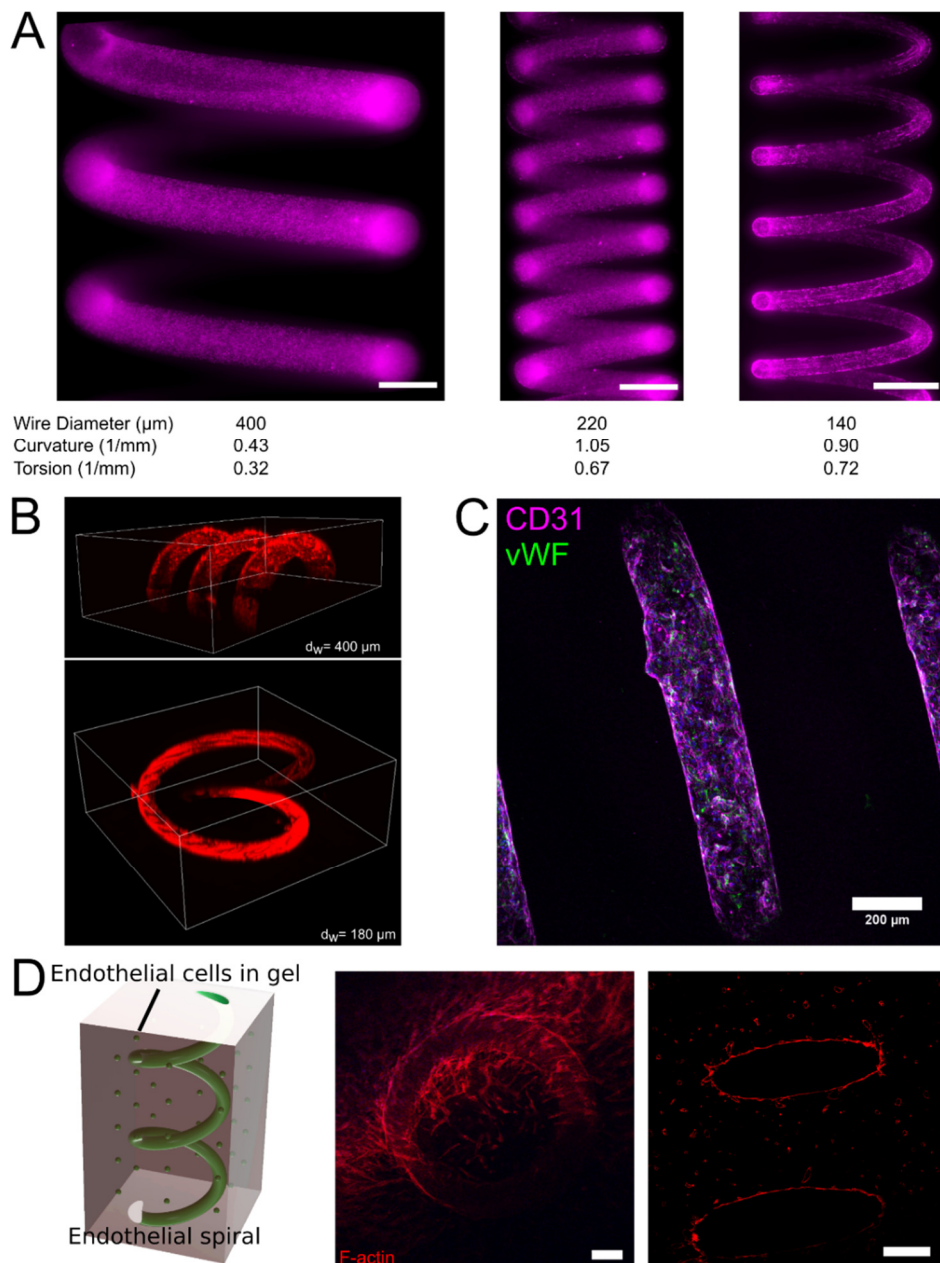 A
Wire Diameter (µm) 400 220 140
Curvature (1/mm) 0.43 1.05 0.90
Torsion (1/mm) 0.32 0.67 0.72
B
dw= 400 µm
dw= 180 µm
C
CD31
vWF
200 µm
D
Endothelial cells in gel
Endothelial spiral
F-actin